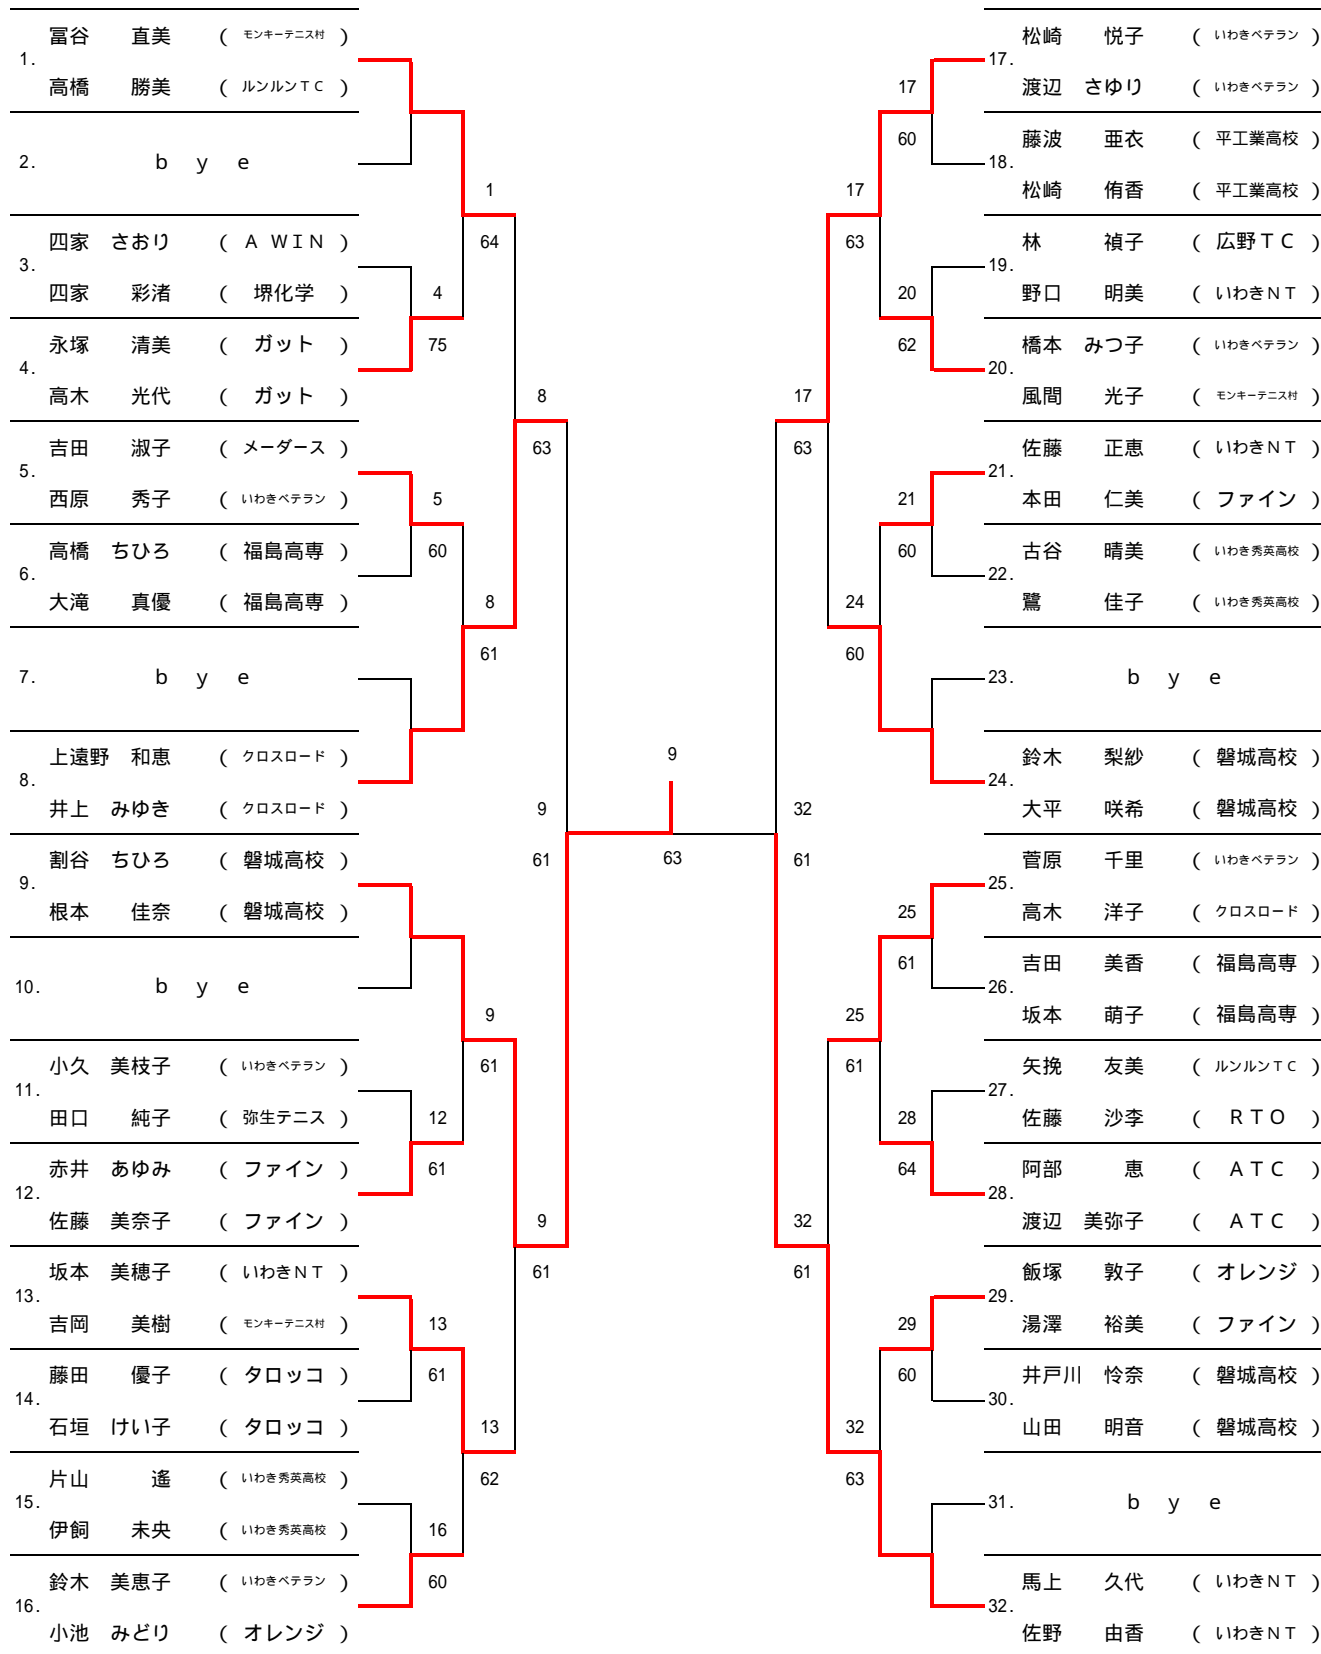 冨谷　直美　( モンキーテニス村 )
1.
高橋　勝美　( ルンルンＴＣ )
2.　ｂｙｅ
四家　さおり　( Ａ ＷＩＮ )
3.
四家　彩渚　( 堺化学 )
永塚　清美　( ガット )
4.
高木　光代　( ガット )
吉田　淑子　( メーダース )
5.
西原　秀子　( いわきベテラン )
高橋　ちひろ　( 福島高専 )
6.
大滝　真優　( 福島高専 )
7.　ｂｙｅ
上遠野　和恵　( クロスロード )
8.
井上　みゆき　( クロスロード )
割谷　ちひろ　( 磐城高校 )
9.
根本　佳奈　( 磐城高校 )
10.　ｂｙｅ
小久　美枝子　( いわきベテラン )
11.
田口　純子　( 弥生テニス )
赤井　あゆみ　( ファイン )
12.
佐藤　美奈子　( ファイン )
坂本　美穂子　( いわきＮＴ )
13.
吉岡　美樹　( モンキーテニス村 )
藤田　優子　( タロッコ )
14.
石垣　けい子　( タロッコ )
片山　遙　( いわき秀英高校 )
15.
伊飼　未央　( いわき秀英高校 )
鈴木　美恵子　( いわきベテラン )
16.
小池　みどり　( オレンジ )
4
75
5
60
12
61
13
61
16
60
1
64
8
61
9
61
13
62
8
63
9
61
9
61
9
63
32
61
17
63
32
61
17
63
24
60
25
61
32
63
17
60
20
62
21
60
25
61
28
64
29
60
松崎　悦子　( いわきベテラン )
17.
渡辺　さゆり　( いわきベテラン )
藤波　亜衣　( 平工業高校 )
18.
松崎　侑香　( 平工業高校 )
林　禎子　( 広野ＴＣ )
19.
野口　明美　( いわきＮＴ )
橋本　みつ子　( いわきベテラン )
20.
風間　光子　( モンキーテニス村 )
佐藤　正恵　( いわきＮＴ )
21.
本田　仁美　( ファイン )
古谷　晴美　( いわき秀英高校 )
22.
鷺　佳子　( いわき秀英高校 )
23.　ｂｙｅ
鈴木　梨紗　( 磐城高校 )
24.
大平　咲希　( 磐城高校 )
菅原　千里　( いわきベテラン )
25.
高木　洋子　( クロスロード )
吉田　美香　( 福島高専 )
26.
坂本　萌子　( 福島高専 )
矢挽　友美　( ルンルンＴＣ )
27.
佐藤　沙李　( ＲＴＯ )
阿部　恵　( ＡＴＣ )
28.
渡辺　美弥子　( ＡＴＣ )
飯塚　敦子　( オレンジ )
29.
湯澤　裕美　( ファイン )
井戸川　怜奈　( 磐城高校 )
30.
山田　明音　( 磐城高校 )
31.　ｂｙｅ
馬上　久代　( いわきＮＴ )
32.
佐野　由香　( いわきＮＴ )